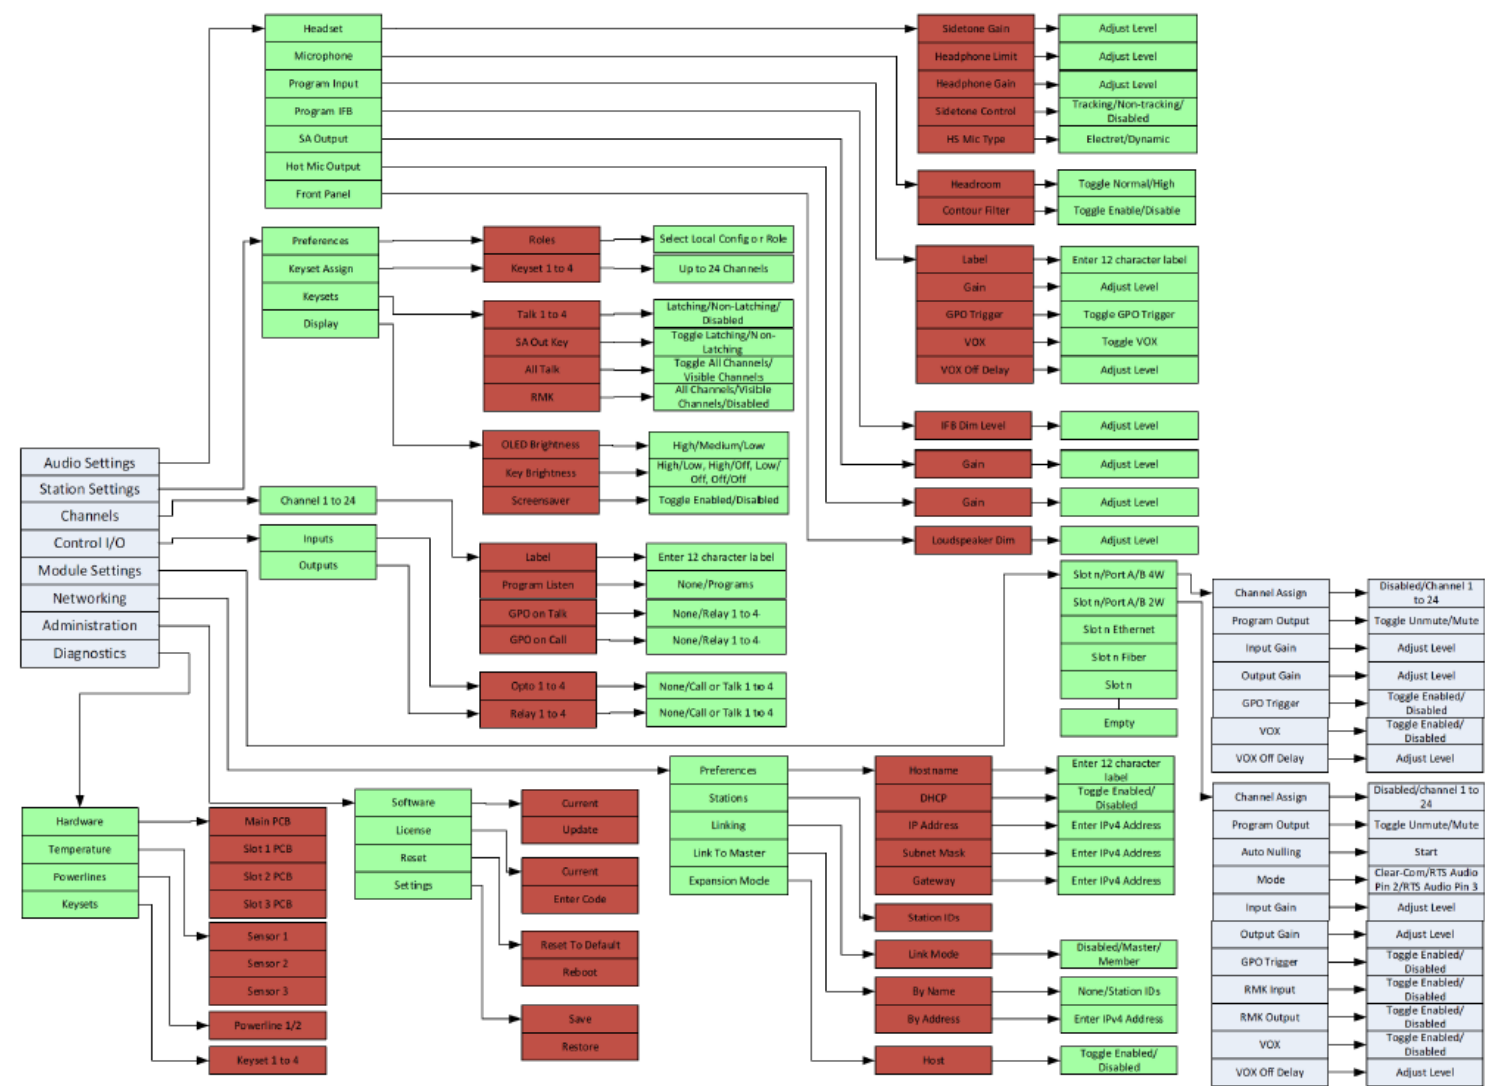 Headset
Microphone
Program Input
Program IFB
SA Output
Hot Mic Output
Front Panel
Sidetone Gain
Adjust Level
Headphone Limit
Adjust Level
Headphone Gain
Adjust Level
Sidetone Control
Tracking/Non-tracking/
Disabled
HS Mic Type
Electret/Dynamic
Headroom
Toggle Normal/High
Contour Filter
Toggle Enable/Disable
Label
Enter 12 character label
Gain
Adjust Level
GPO Trigger
Toggle GPO Trigger
VOX
Toggle VOX
VOX Off Delay
Adjust Level
IFB Dim Level
Adjust Level
Gain
Adjust Level
Gain
Adjust Level
Loudspeaker Dim
Adjust Level
Preferences
Keyset Assign
Keysets
Display
Roles
Select Local Config or Role
Keyset 1 to 4
Up to 24 Channels
Talk 1 to 4
Latching/Non-Latching/
Disabled
SA Out Key
Toggle Latching/Non-
Latching
All Talk
Toggle All Channels/
Visible Channels
RMK
All Channels/Visible
Channels/Disabled
OLED Brightness
High/Medium/Low
Key Brightness
High/Low, High/Off, Low/
Off, Off/Off
Screensaver
Toggle Enabled/Disabled
Audio Settings
Station Settings
Channels
Control I/O
Module Settings
Networking
Administration
Diagnostics
Channel 1 to 24
Inputs
Outputs
Label
Enter 12 character label
Program Listen
None/Programs
GPO on Talk
None/Relay 1 to 4
GPO on Call
None/Relay 1 to 4
Opto 1 to 4
None/Call or Talk 1 to 4
Relay 1 to 4
None/Call or Talk 1 to 4
Slot n/Port A/B 4W
Slot n/Port A/B 2W
Slot n Ethernet
Slot n Fiber
Slot n
Empty
Channel Assign
Disabled/Channel 1
to 24
Program Output
Toggle Unmute/Mute
Input Gain
Adjust Level
Output Gain
Adjust Level
GPO Trigger
Toggle Enabled/
Disabled
VOX
Toggle Enabled/
Disabled
VOX Off Delay
Adjust Level
Channel Assign
Disabled/channel 1 to
24
Program Output
Toggle Unmute/Mute
Auto Nulling
Start
Mode
Clear-Com/RTS Audio
Pin 2/RTS Audio Pin 3
Input Gain
Adjust Level
Output Gain
Adjust Level
GPO Trigger
Toggle Enabled/
Disabled
RMK Input
Toggle Enabled/
Disabled
RMK Output
Toggle Enabled/
Disabled
VOX
Toggle Enabled/
Disabled
VOX Off Delay
Adjust Level
Preferences
Stations
Linking
Link To Master
Expansion Mode
Hostname
Enter 12 character
label
DHCP
Toggle Enabled/
Disabled
IP Address
Enter IPv4 Address
Subnet Mask
Enter IPv4 Address
Gateway
Enter IPv4 Address
Station IDs
Link Mode
Disabled/Master/
Member
By Name
None/Station IDs
By Address
Enter IPv4 Address
Host
Toggle Enabled/
Disabled
Software
License
Reset
Settings
Current
Update
Current
Enter Code
Reset To Default
Reboot
Save
Restore
Hardware
Temperature
Powerlines
Keysets
Main PCB
Slot 1 PCB
Slot 2 PCB
Slot 3 PCB
Sensor 1
Sensor 2
Sensor 3
Powerline 1/2
Keyset 1 to 4